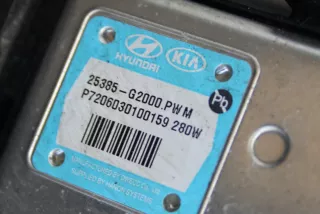 HYUNDAI KIA
25385-G2000.PWM
P7206030100159 280W
Pb